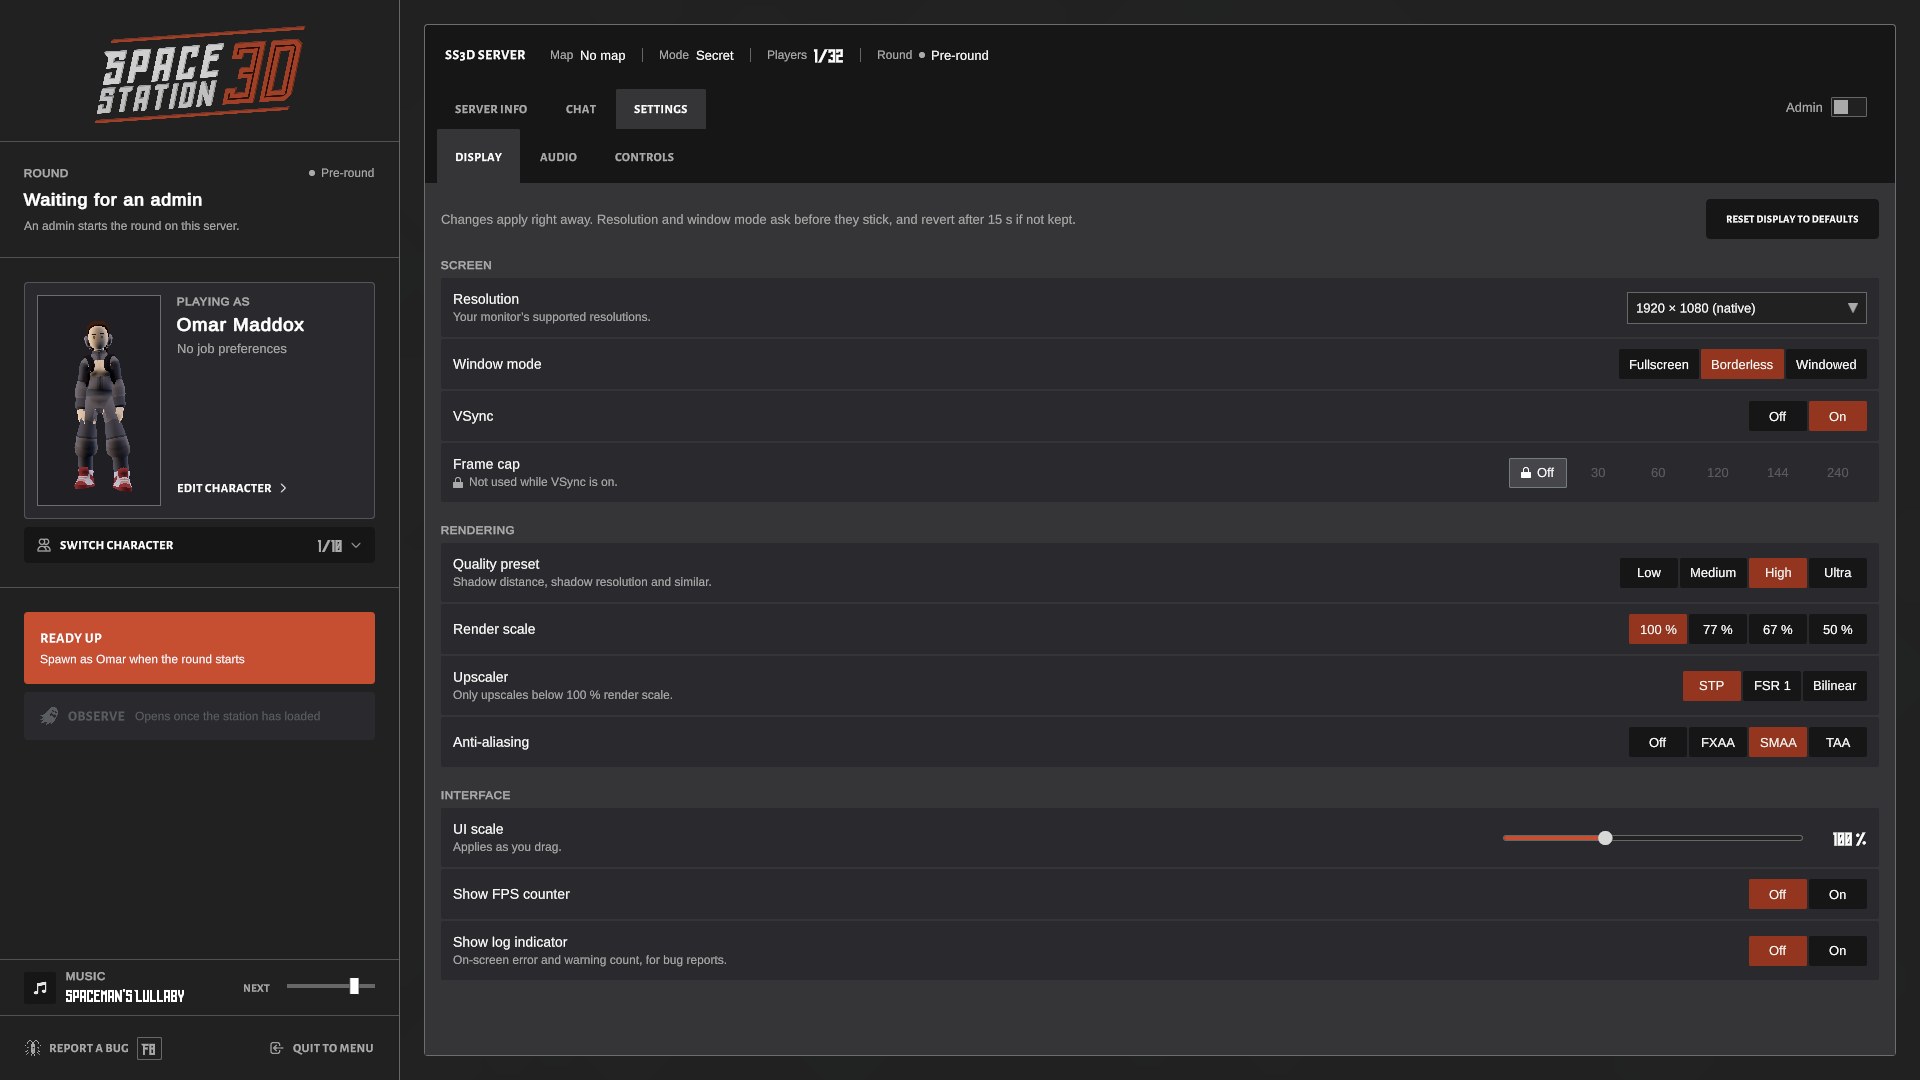 SPACE
STATION 3D
ROUND
Pre-round
Waiting for an admin
An admin starts the round on this server.
PLAYING AS
Omar Maddox
No job preferences
EDIT CHARACTER
SWITCH CHARACTER
1/10
READY UP
Spawn as Omar when the round starts
OBSERVE Opens once the station has loaded
MUSIC
SPACEMAN'S LULLABY
NEXT
REPORT A BUG F8
QUIT TO MENU
SS3D SERVER Map No map Mode Secret Players 1/32 Round Pre-round
SERVER INFO CHAT SETTINGS
Admin
DISPLAY AUDIO CONTROLS
Changes apply right away. Resolution and window mode ask before they stick, and revert after 15 s if not kept.
RESET DISPLAY TO DEFAULTS
SCREEN
Resolution
Your monitor's supported resolutions.
1920 × 1080 (native)
Window mode
Fullscreen Borderless Windowed
VSync
Off On
Frame cap
Not used while VSync is on.
Off 30 60 120 144 240
RENDERING
Quality preset
Shadow distance, shadow resolution and similar.
Low Medium High Ultra
Render scale
100 % 77 % 67 % 50 %
Upscaler
Only upscales below 100 % render scale.
STP FSR 1 Bilinear
Anti-aliasing
Off FXAA SMAA TAA
INTERFACE
UI scale
Applies as you drag.
100 %
Show FPS counter
Off On
Show log indicator
On-screen error and warning count, for bug reports.
Off On